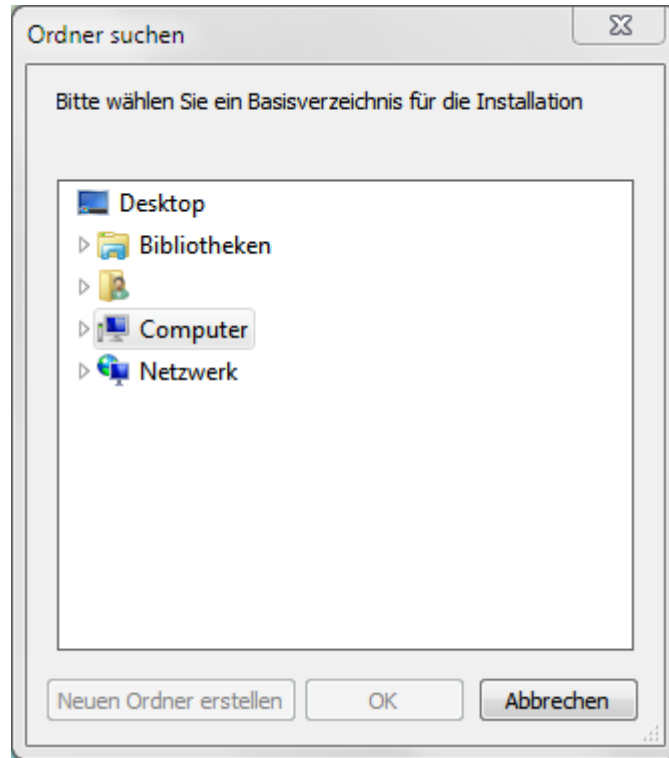 Ordner suchen
Bitte wählen Sie ein Basisverzeichnis für die Installation
Desktop
Bibliotheken
Computer
Netzwerk
Neuen Ordner erstellen OK Abbrechen